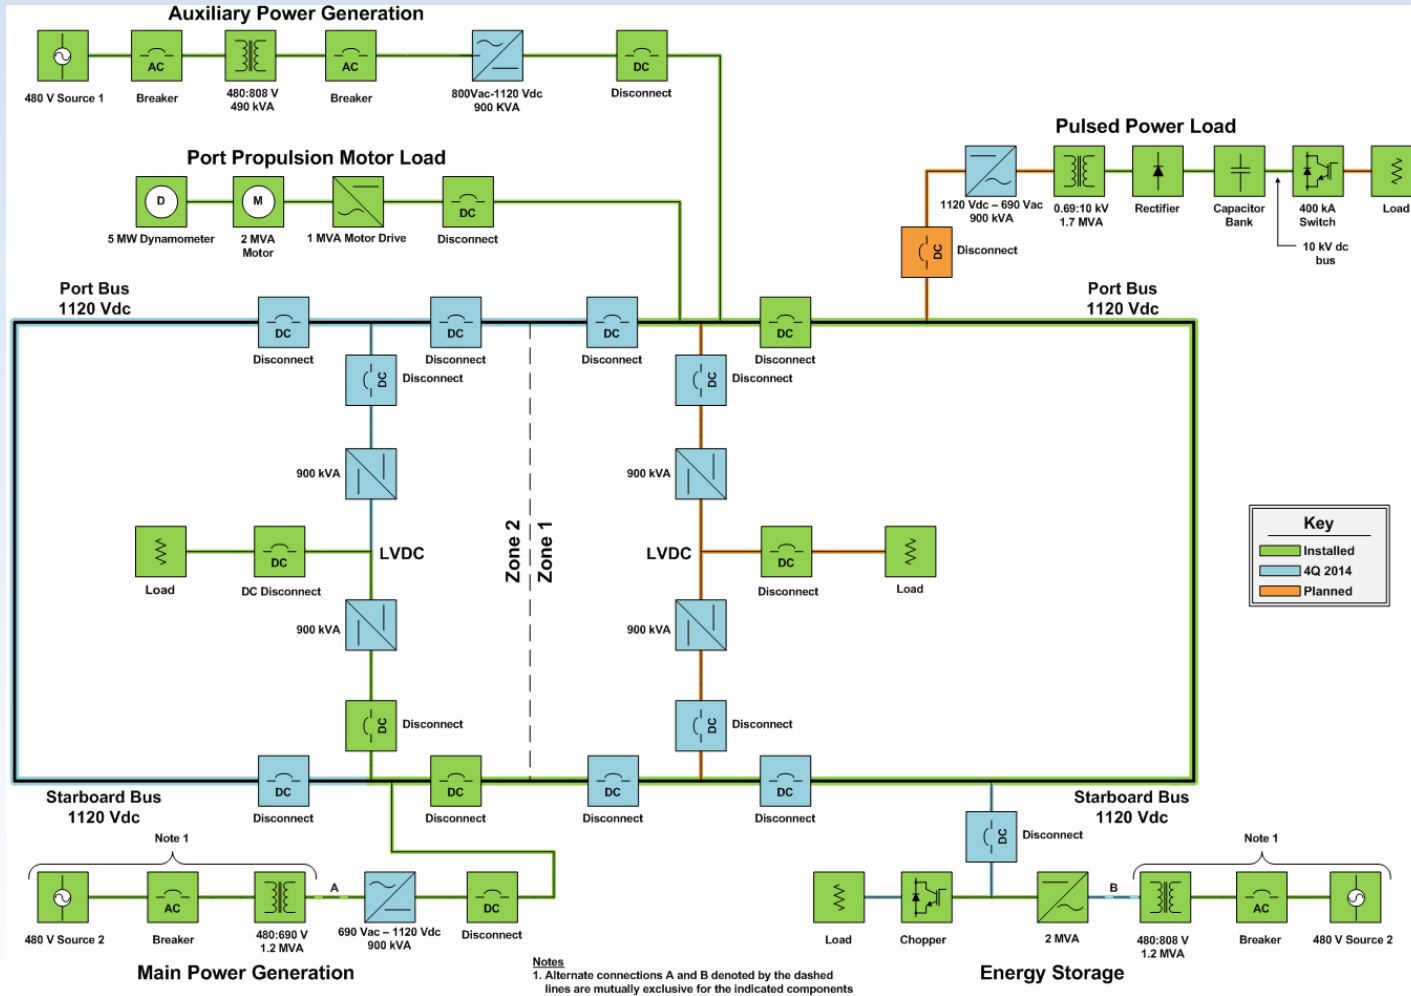 Auxiliary Power Generation
AC
AC
DC
480 V Source 1
Breaker
480:808 V
490 kVA
Breaker
800Vac-1120 Vdc
900 KVA
Disconnect
Pulsed Power Load
1120 Vdc – 690 Vac
900 kVA
0.69:10 kV
1.7 MVA
Rectifier
Capacitor
Bank
400 kA
Switch
Load
10 kV dc
bus
DC
Disconnect
Port Propulsion Motor Load
D
M
DC
5 MW Dynamometer
2 MVA
Motor
1 MVA Motor Drive
Disconnect
Port Bus
1120 Vdc
Port Bus
1120 Vdc
DC
DC
DC
DC
Disconnect
Disconnect
Disconnect
Disconnect
DC
Disconnect
DC
Disconnect
900 kVA
900 kVA
Zone 2
Zone 1
DC
LVDC
LVDC
DC
Load
DC Disconnect
Disconnect
Load
Key
Installed
4Q 2014
Planned
900 kVA
900 kVA
DC
Disconnect
DC
Disconnect
DC
DC
DC
DC
Disconnect
Disconnect
Disconnect
Disconnect
Starboard Bus
1120 Vdc
Starboard Bus
1120 Vdc
Note 1
A
AC
DC
480 V Source 2
Breaker
480:690 V
1.2 MVA
690 Vac – 1120 Vdc
900 kVA
Disconnect
Main Power Generation
DC
Disconnect
Note 1
B
AC
Load
Chopper
2 MVA
480:808 V
1.2 MVA
Breaker
480 V Source 2
Energy Storage
Notes
1. Alternate connections A and B denoted by the dashed
lines are mutually exclusive for the indicated components